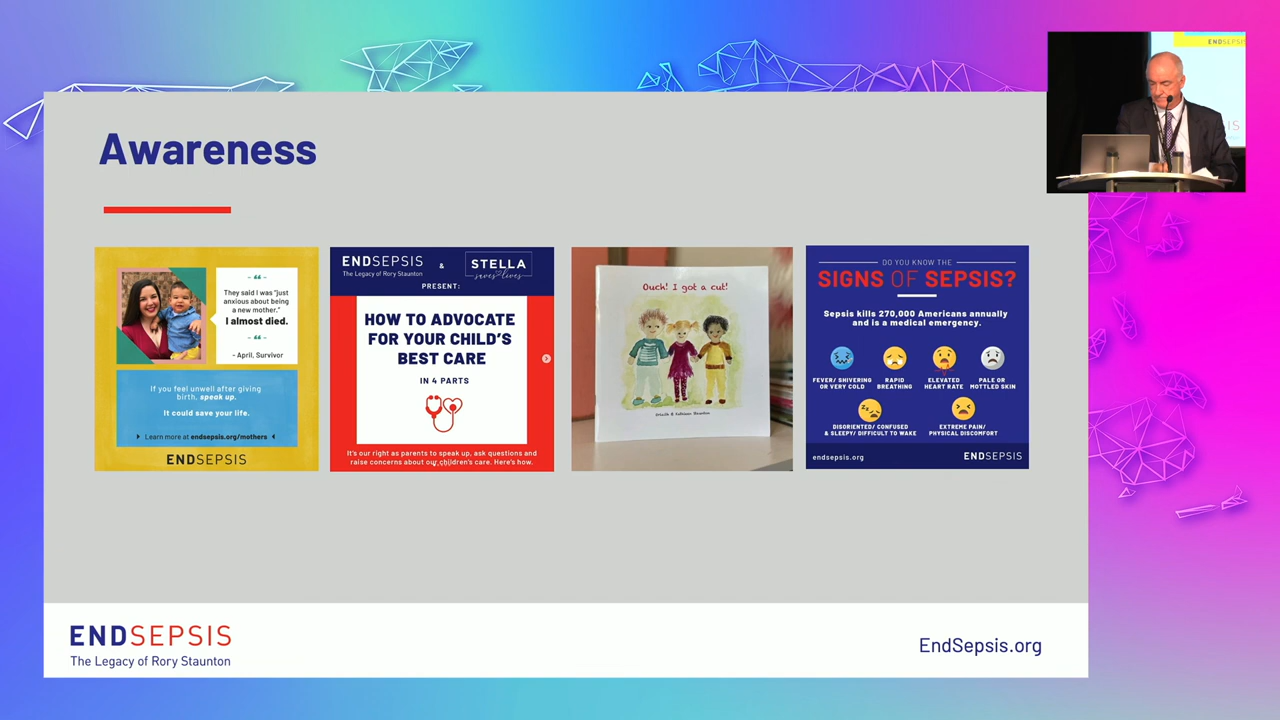 Awareness
❝
They said I was "just
anxious about being
a new mother."
I almost died.
❝
- April, Survivor
If you feel unwell after giving
birth, speak up.
It could save your life.
Learn more at endsepsis.org/mothers
ENDSEPSIS
ENDSEPSIS
The Legacy of Rory Staunton
&
STELLA
saves lives
PRESENT:
HOW TO ADVOCATE
FOR YOUR CHILD'S
BEST CARE
IN 4 PARTS
It's our right as parents to speak up, ask questions and
raise concerns about our children's care. Here's how.
Ouch! I got a cut!
DO YOU KNOW THE
SIGNS OF SEPSIS?
Sepsis kills 270,000 Americans annually
and is a medical emergency.
FEVER/ SHIVERING
OR VERY COLD
RAPID
BREATHING
ELEVATED
HEART RATE
PALE OR
MOTTLED SKIN
DISORIENTED/ CONFUSED
& SLEEPY/ DIFFICULT TO WAKE
EXTREME PAIN/
PHYSICAL DISCOMFORT
endsepsis.org
ENDSEPSIS
ENDSEPSIS
The Legacy of Rory Staunton
EndSepsis.org